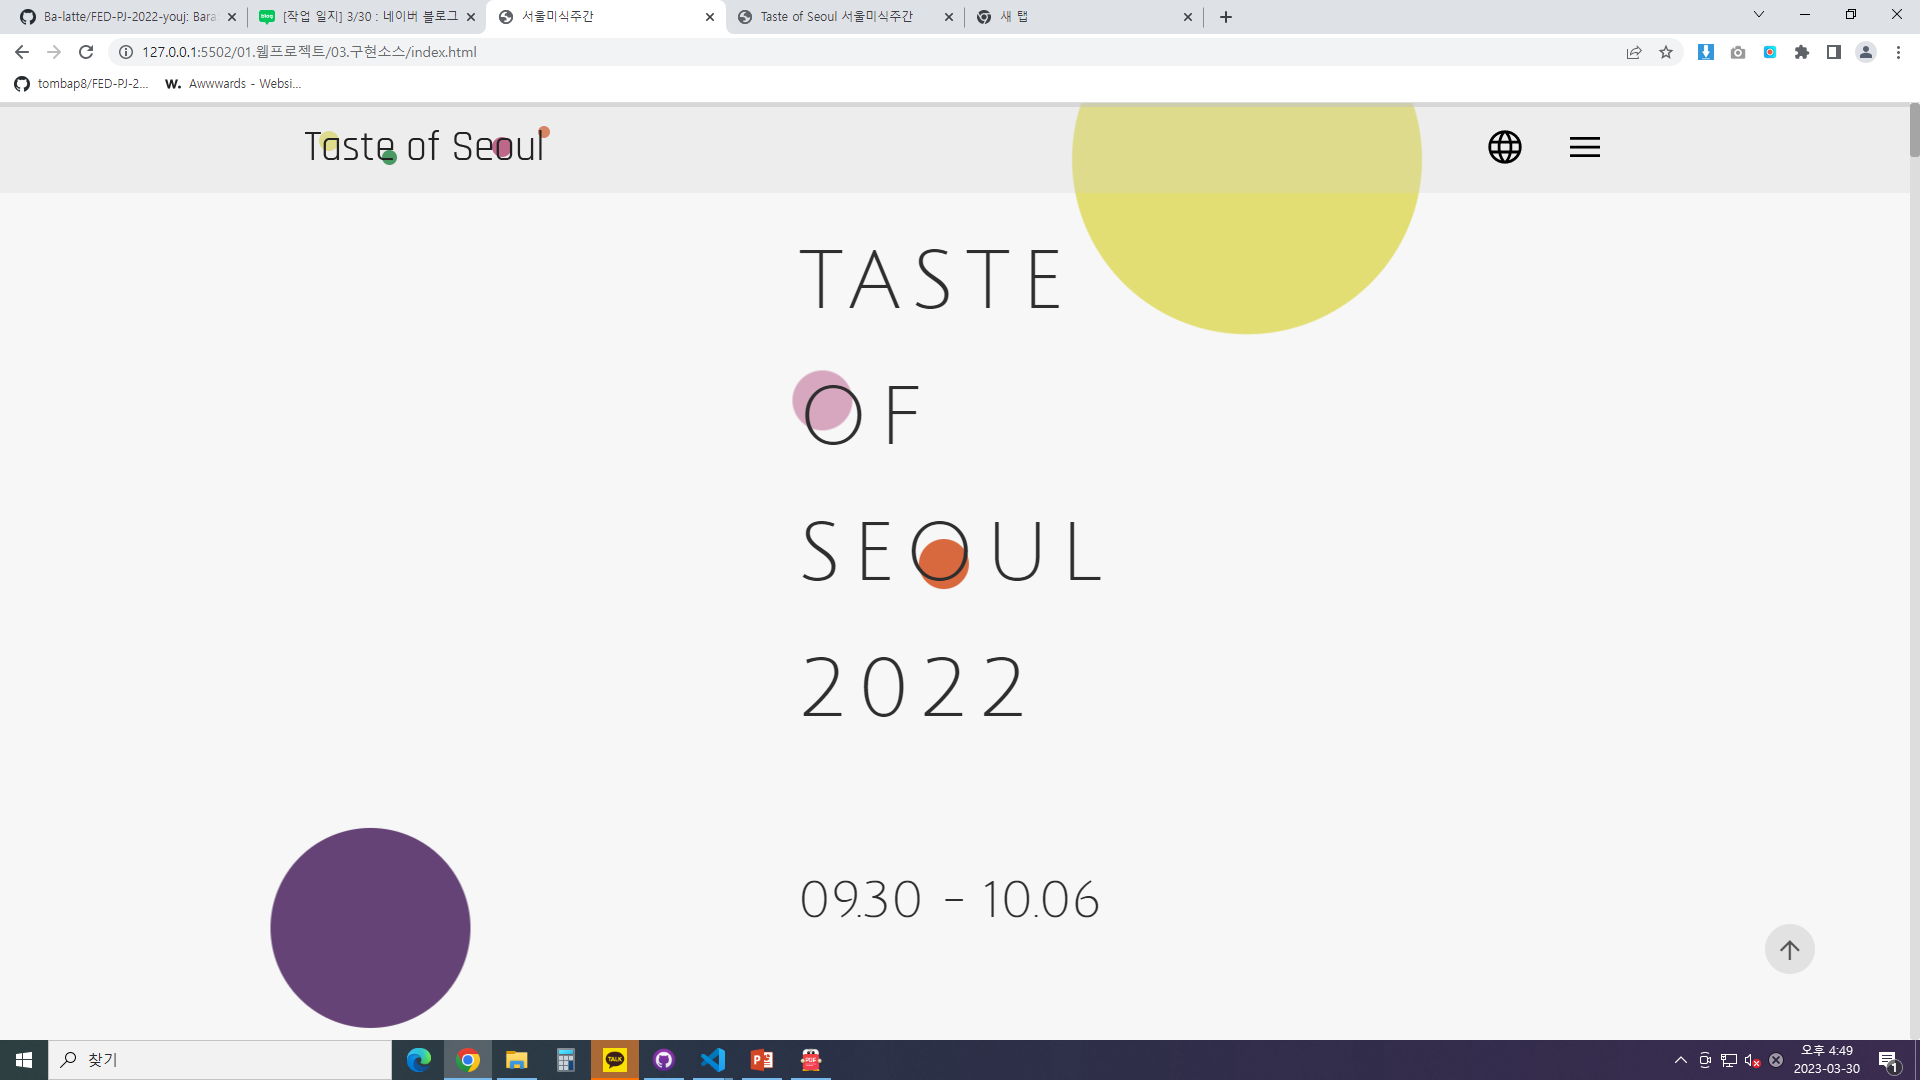 Ba-latte/FED-PJ-2022-youj: Bara
[작업 일지] 3/30 : 네이버 블로그
서울미식주간
Taste of Seoul 서울미식주간
새 탭
127.0.0.1:5502/01.웹프로젝트/03.구현소스/index.html
tombap8/FED-PJ-2...
W. Awwwards - Websi...
Taste of Seoul
TASTE
OF
SEOUL
2022
09.30 - 10.06
찾기
TALK
오후 4:49
2023-03-30
1